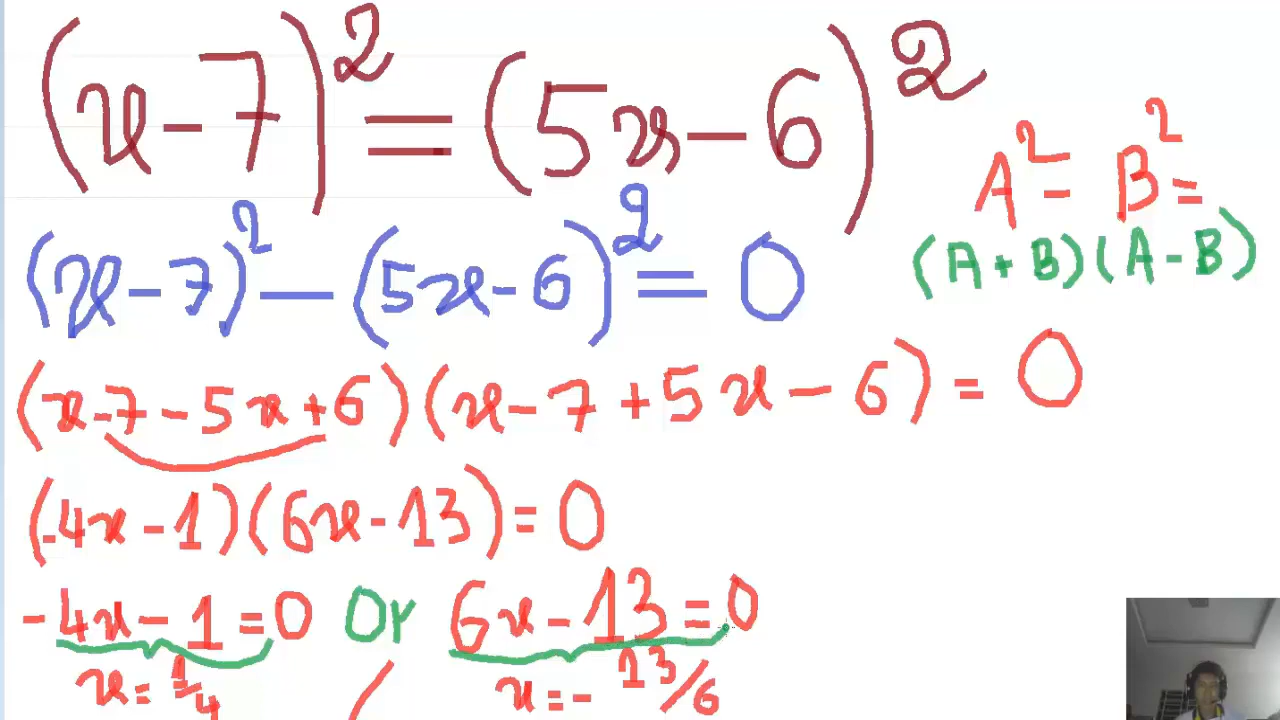 (x-7)² = (5x-6)²
A² - B² =
(A+B)(A-B)
(x-7)² - (5x-6)² = 0
(x-7-5x+6)(x-7+5x-6) = 0
(-4x-1)(6x-13) = 0
-4x-1=0 Or 6x-13=0
x=1/4 / x=-13/6